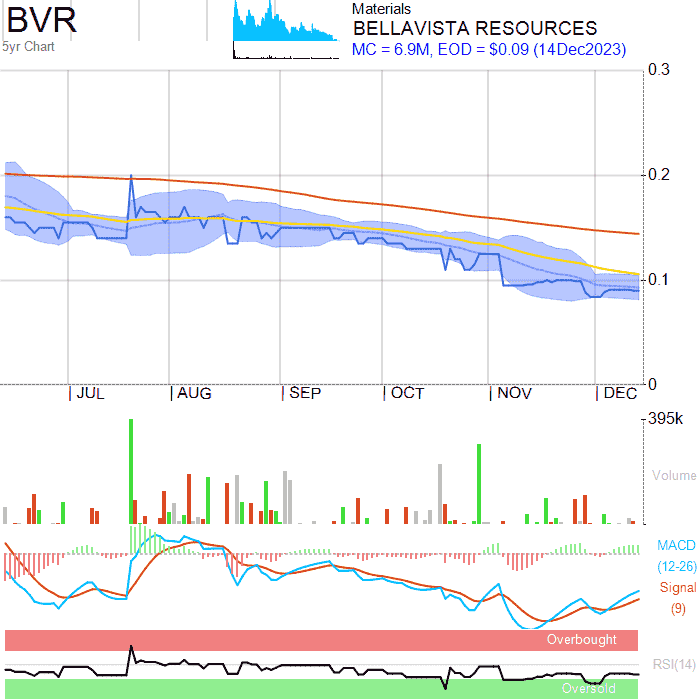 BVR
5yr Chart
Materials
BELLAVISTA RESOURCES
MC = 6.9M, EOD = $0.09 (14Dec2023)
0.3
0.2
0.1
0
JUL AUG SEP OCT NOV DEC
395k
Volume
MACD
(12-26)
Signal
(9)
Overbought
RSI(14)
Oversold